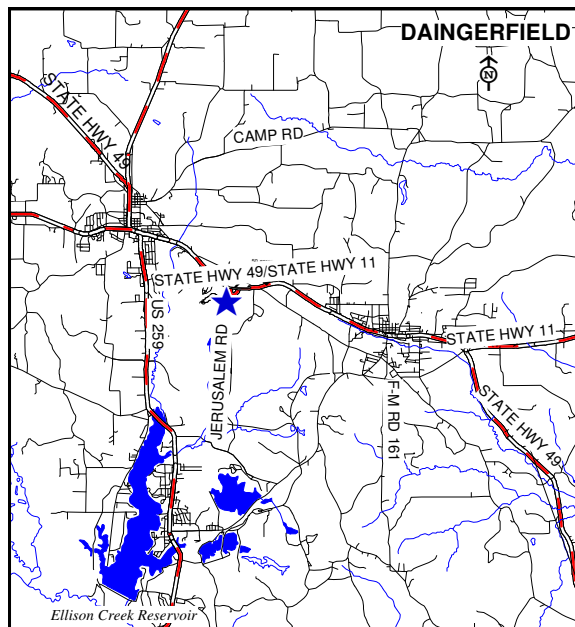 DAINGERFIELD
N
STATE HWY 49
CAMP RD
STATE HWY 49/STATE HWY 11
US 259
JERUSALEM RD
STATE HWY 11
F-M RD 161
STATE HWY 49
Ellison Creek Reservoir